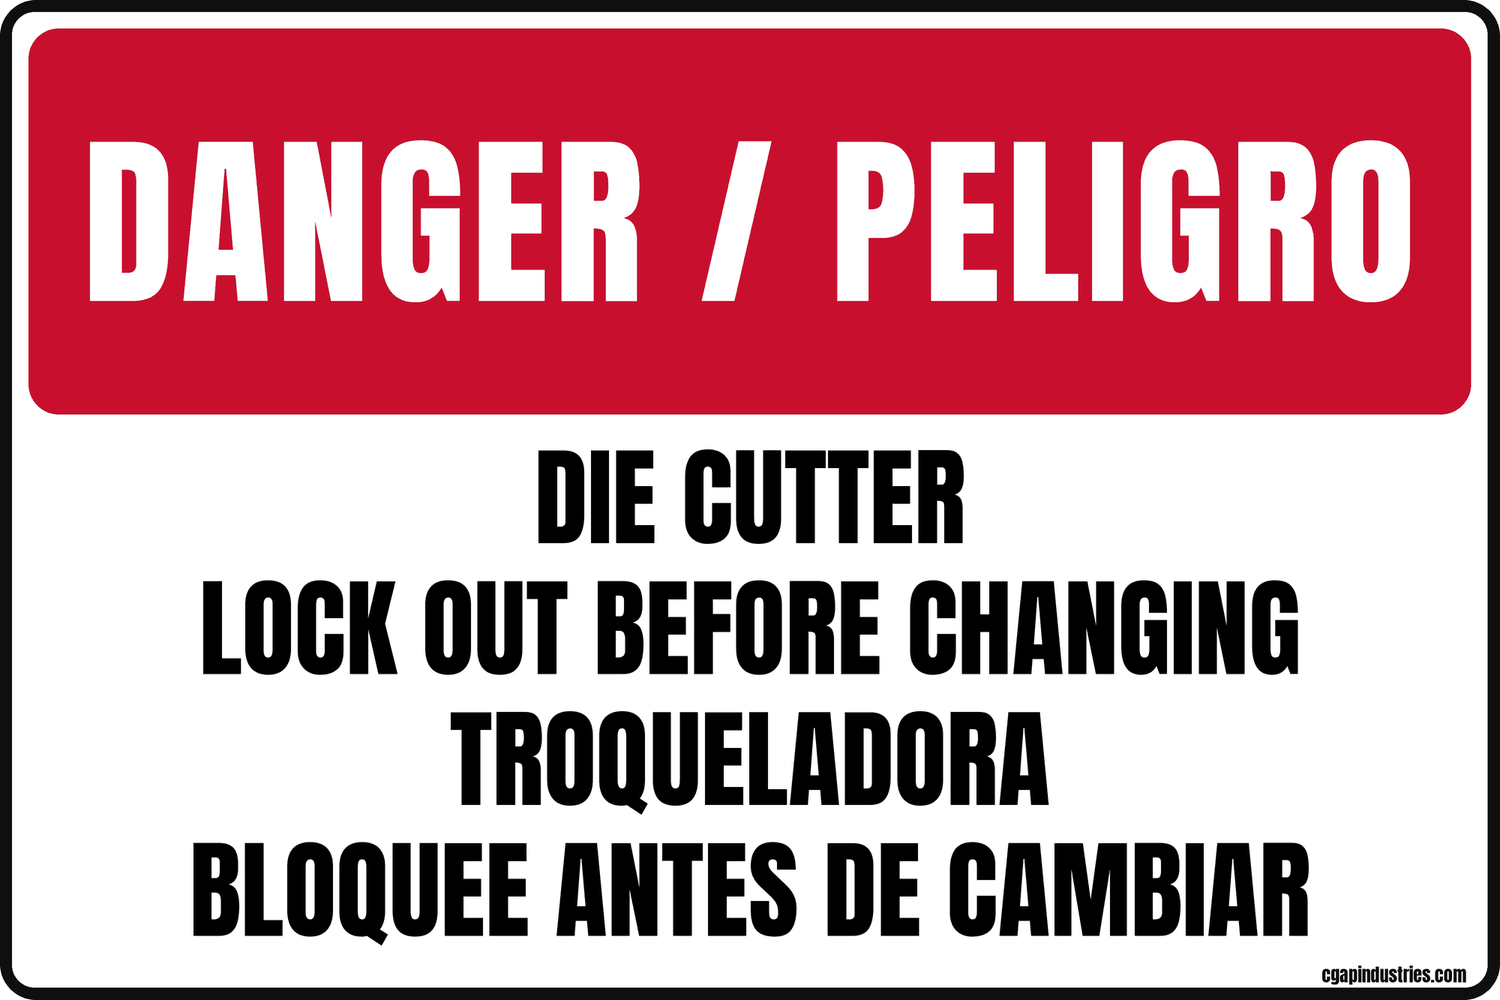 DANGER / PELIGRO
DIE CUTTER
LOCK OUT BEFORE CHANGING
TROQUELADORA
BLOQUEE ANTES DE CAMBIAR
cgapindustries.com